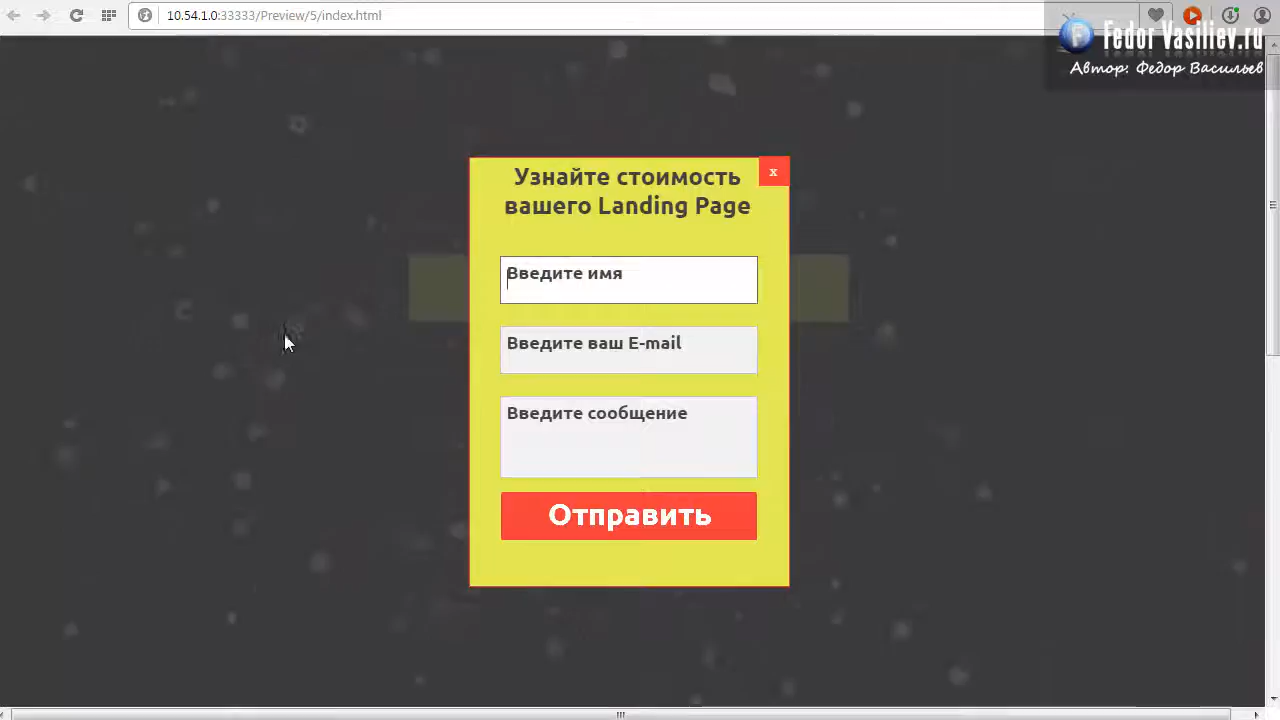 10.54.1.0:33333/Preview/5/index.html
Fedor Vasiliev.ru
Автор: Федор Васильев
Узнайте стоимость
вашего Landing Page
x
Введите имя
Введите ваш E-mail
Введите сообщение
Отправить